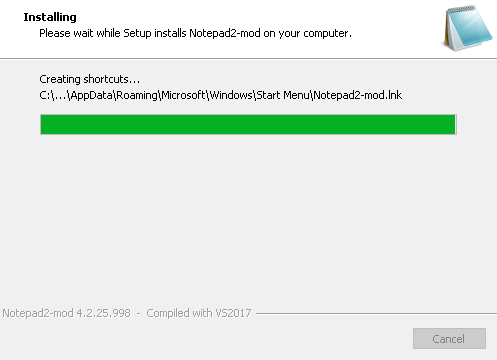 Installing
Please wait while Setup installs Notepad2-mod on your computer.
Creating shortcuts...
C:\...\AppData\Roaming\Microsoft\Windows\Start Menu\Notepad2-mod.lnk
Notepad2-mod 4.2.25.998 - Compiled with VS2017
Cancel